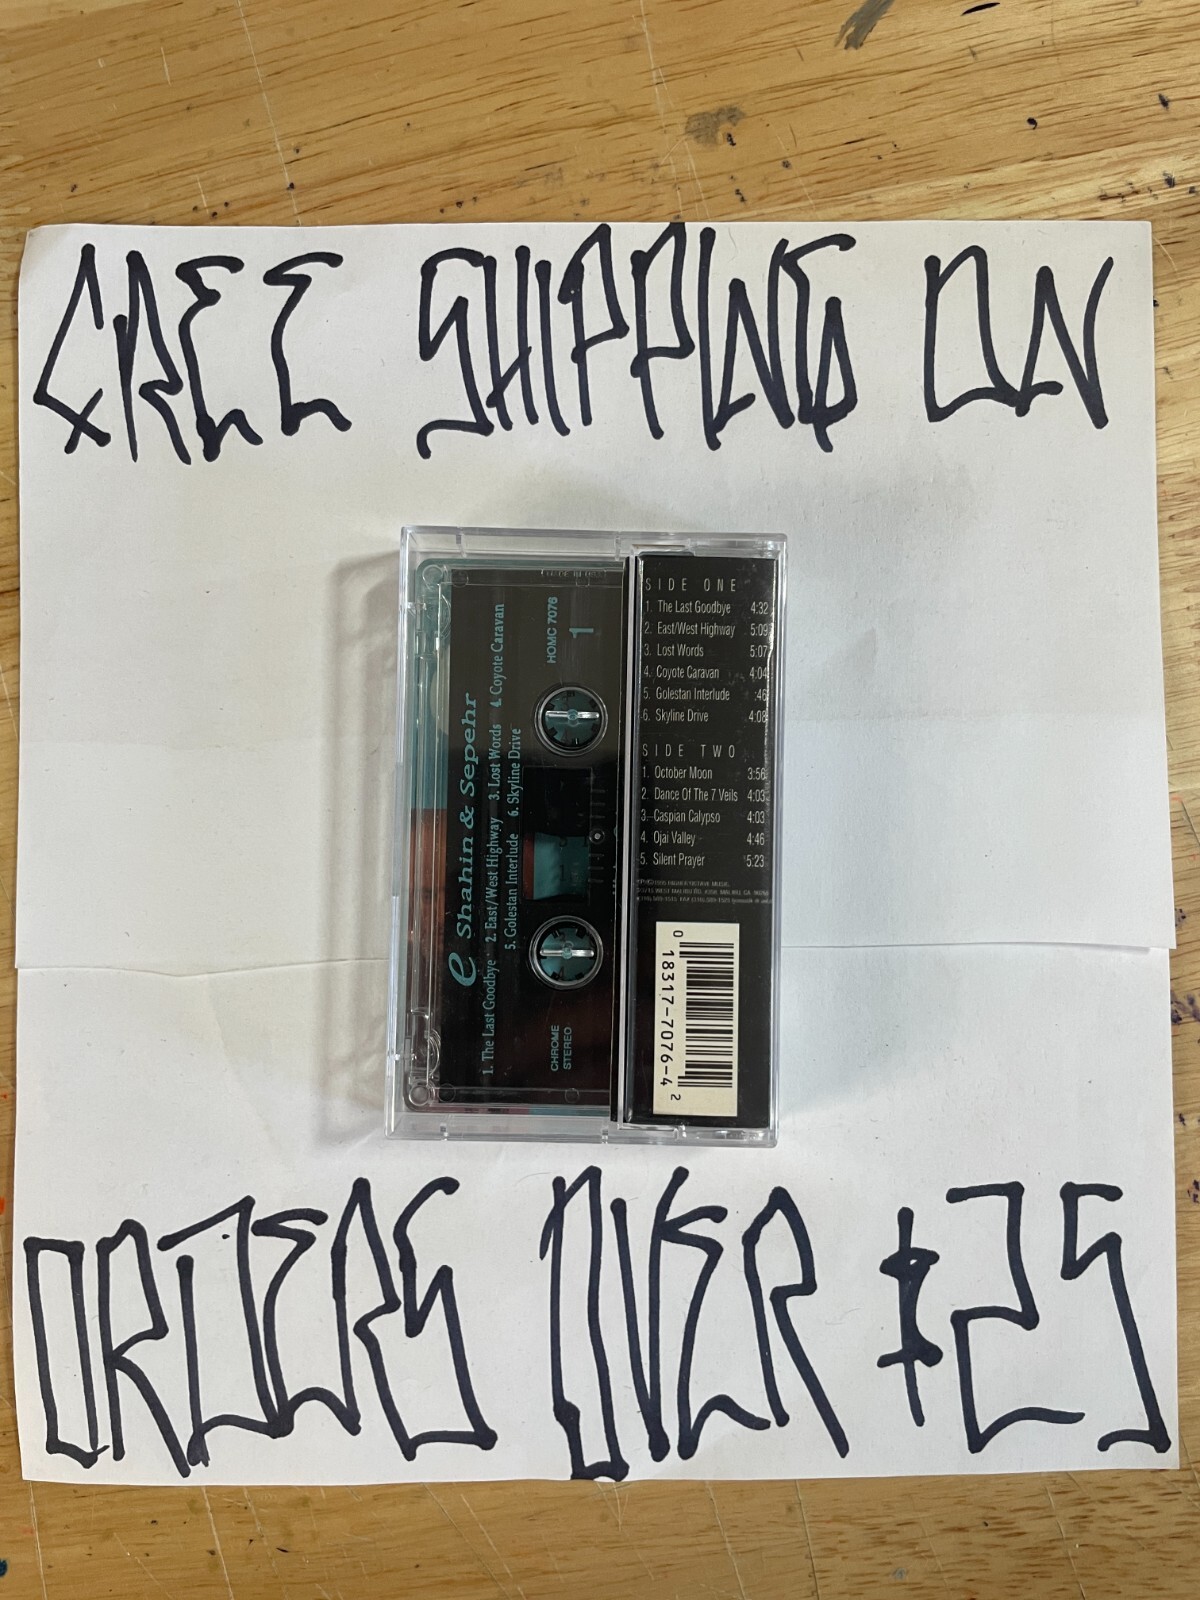 FREE SHIPPING ON
SIDE ONE
1. The Last Goodbye 4:32
2. East/West Highway 5:09
3. Lost Words 5:07
4. Coyote Caravan 4:04
5. Golestan Interlude :46
6. Skyline Drive 4:08
SIDE TWO
1. October Moon 3:56
2. Dance Of The 7 Veils 4:03
3. Caspian Calypso 4:03
4. Ojai Valley 4:46
5. Silent Prayer 5:23
0 18317-7076-4 2
e Shahin & Sepehr
1. The Last Goodbye 2. East/West Highway 3. Lost Words 4. Coyote Caravan
5. Golestan Interlude 6. Skyline Drive
HOMC 7076
1
CHROME
STEREO
ORDERS OVER $25